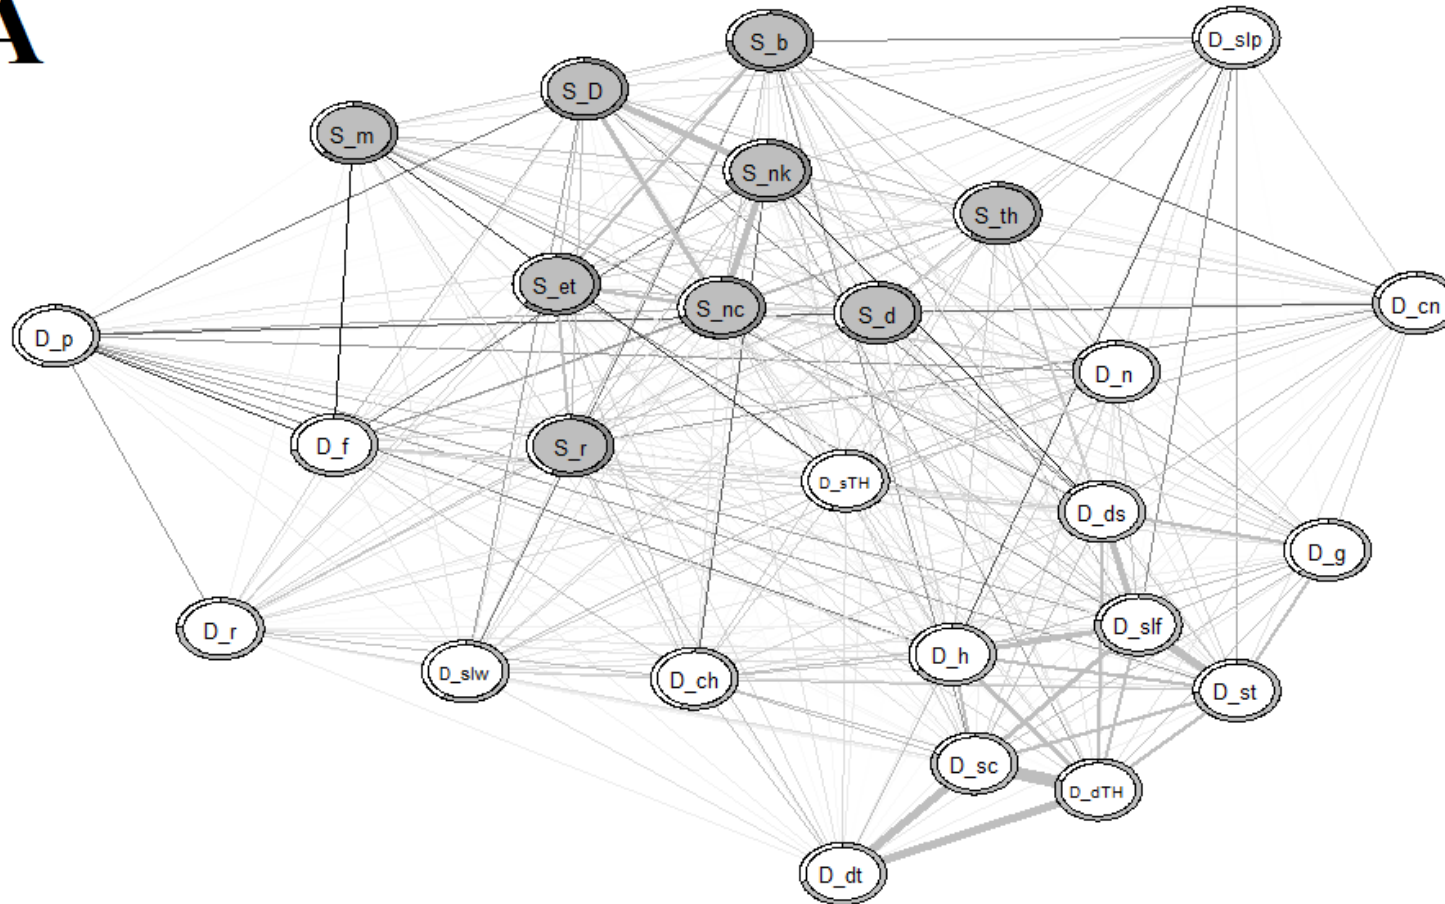 A
S_b
D_slp
S_D
S_m
S_nk
S_th
S_et
S_nc
S_d
D_cn
D_p
D_n
D_f
S_r
D_sTH
D_ds
D_g
D_r
D_slf
D_h
D_slw
D_ch
D_st
D_sc
D_dTH
D_dt